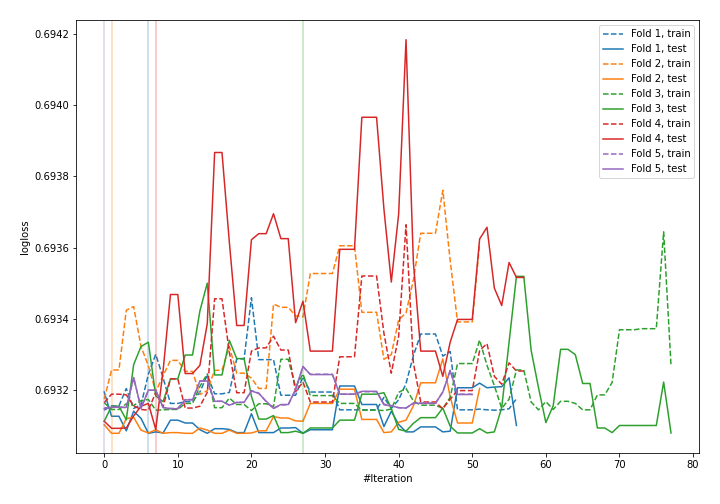 0.6942
0.6940
0.6938
0.6936
0.6934
0.6932
logloss
0 10 20 30 40 50 60 70 80
#Iteration
Fold 1, train
Fold 1, test
Fold 2, train
Fold 2, test
Fold 3, train
Fold 3, test
Fold 4, train
Fold 4, test
Fold 5, train
Fold 5, test